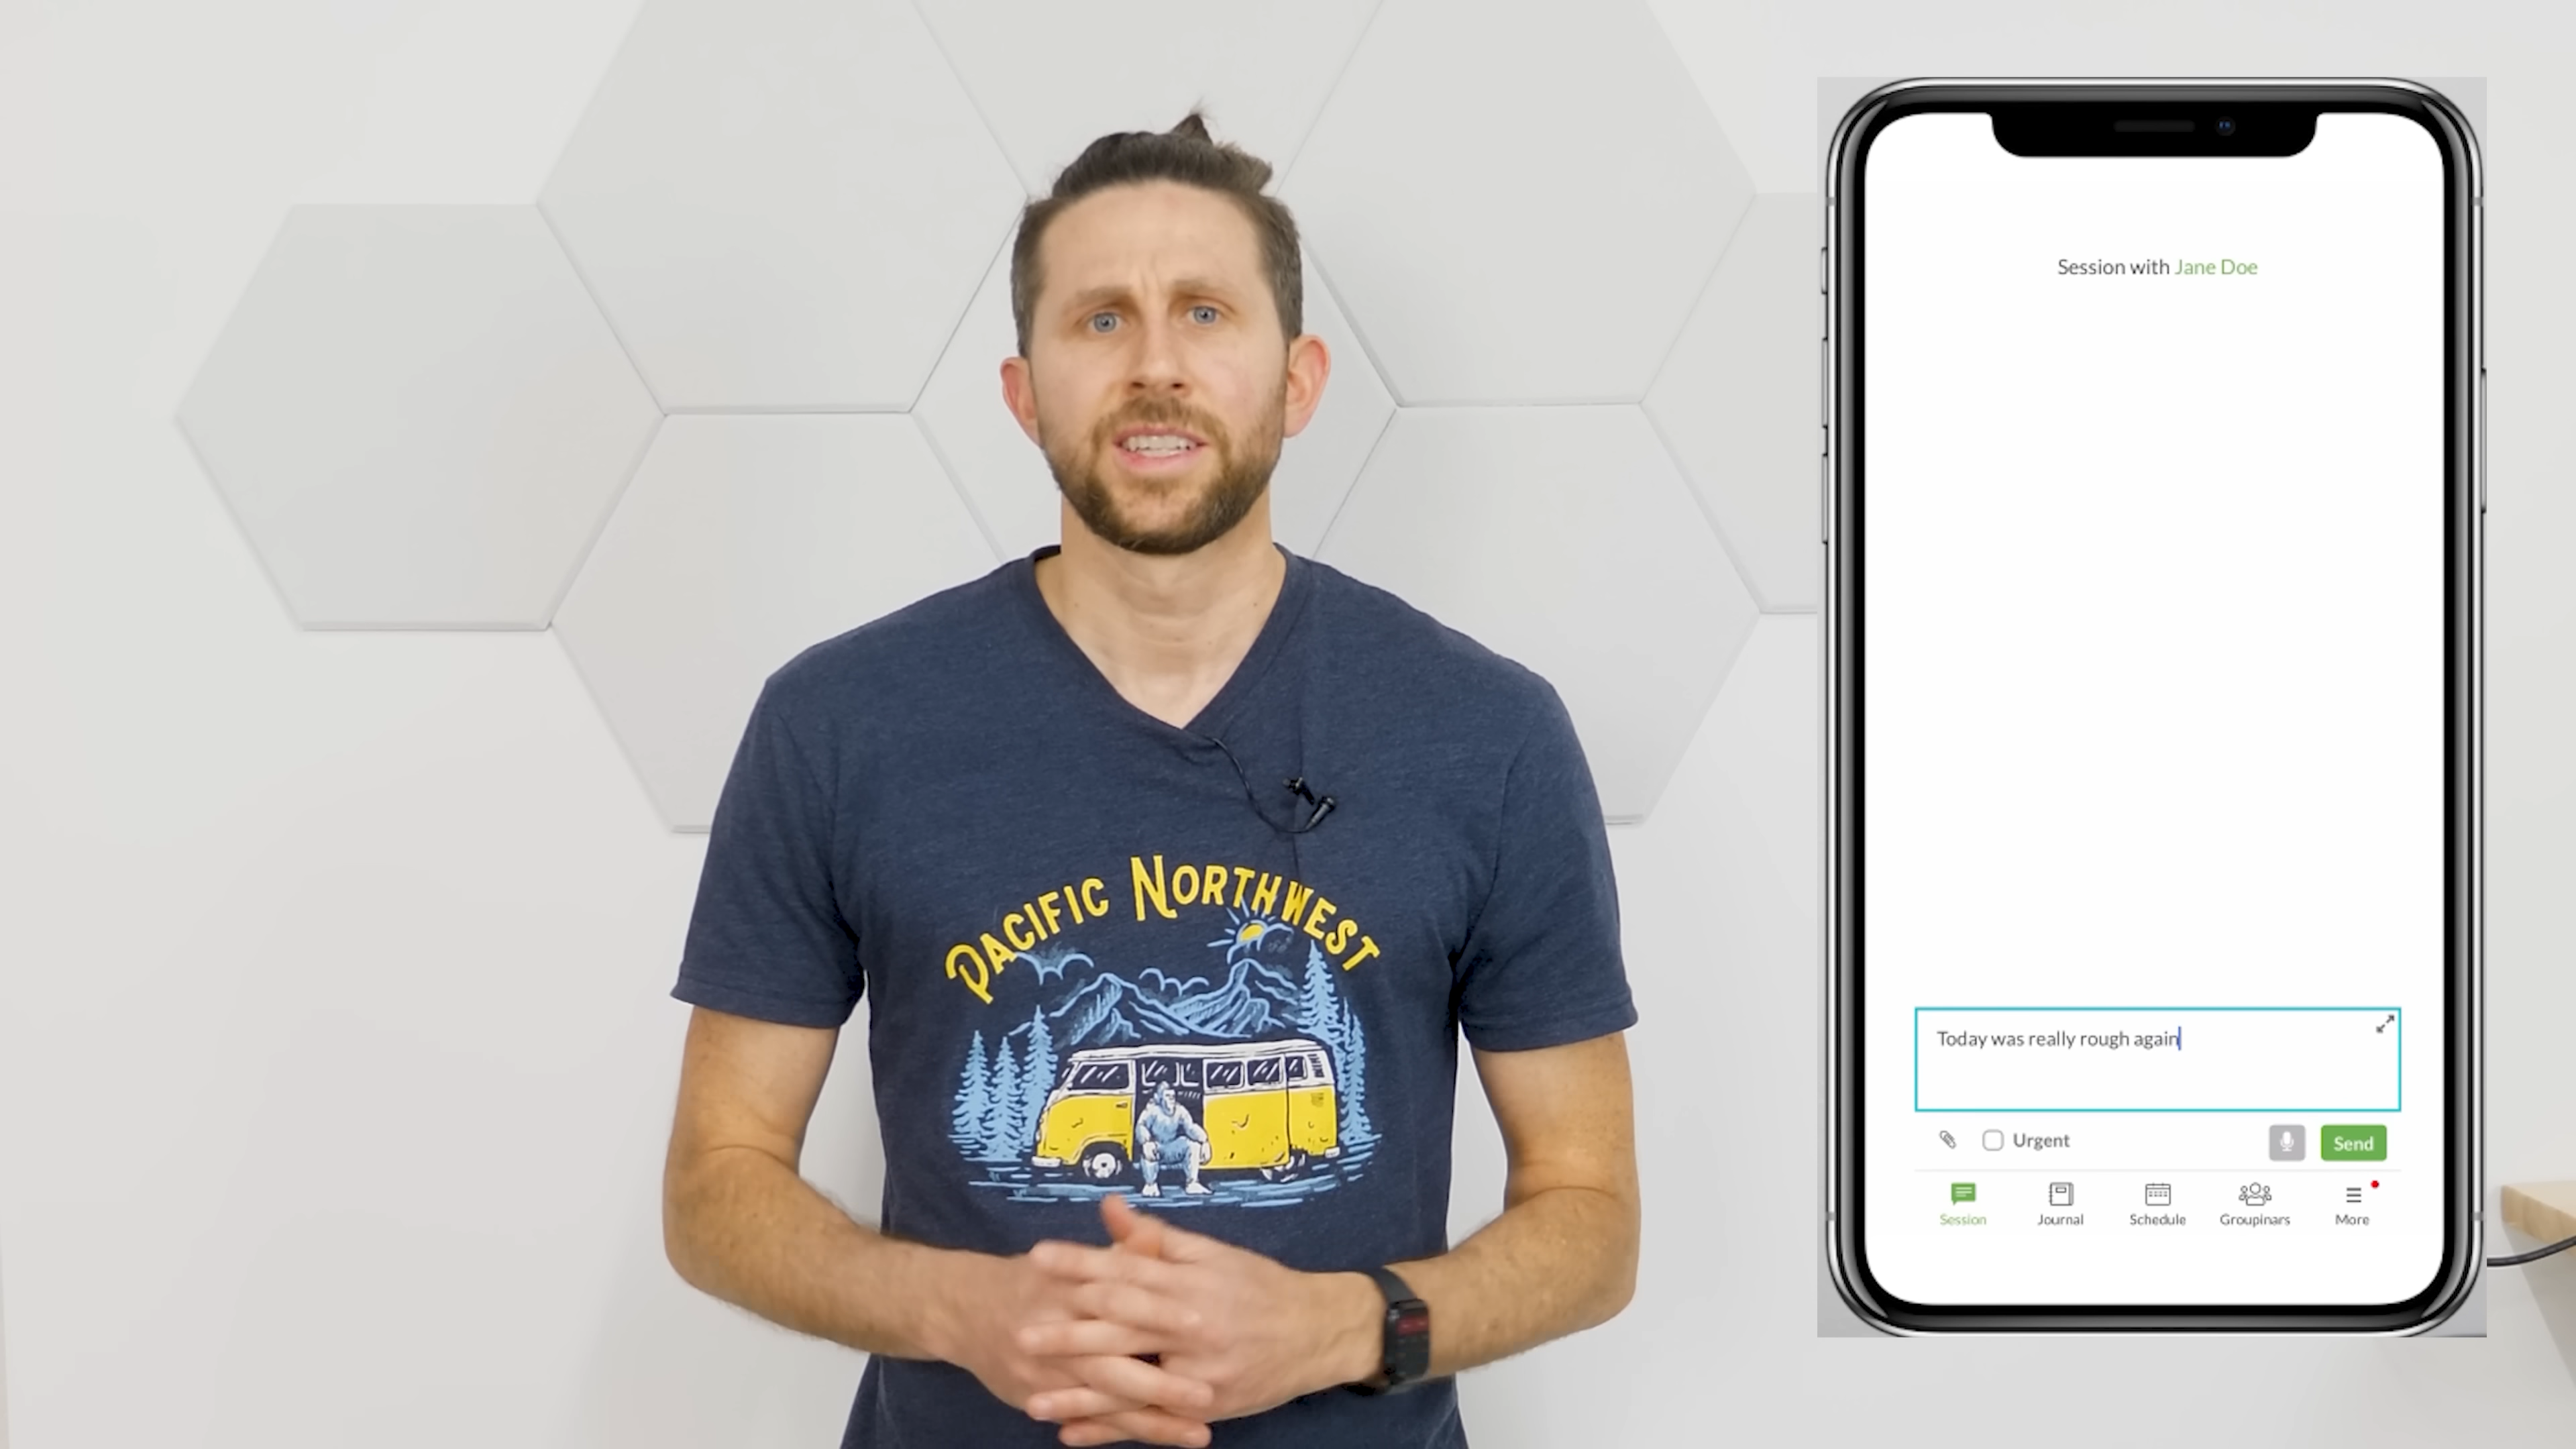 PACIFIC NORTHWEST
Session with Jane Doe
Today was really rough again
Urgent
Send
Session
Journal
Schedule
Groupinars
More